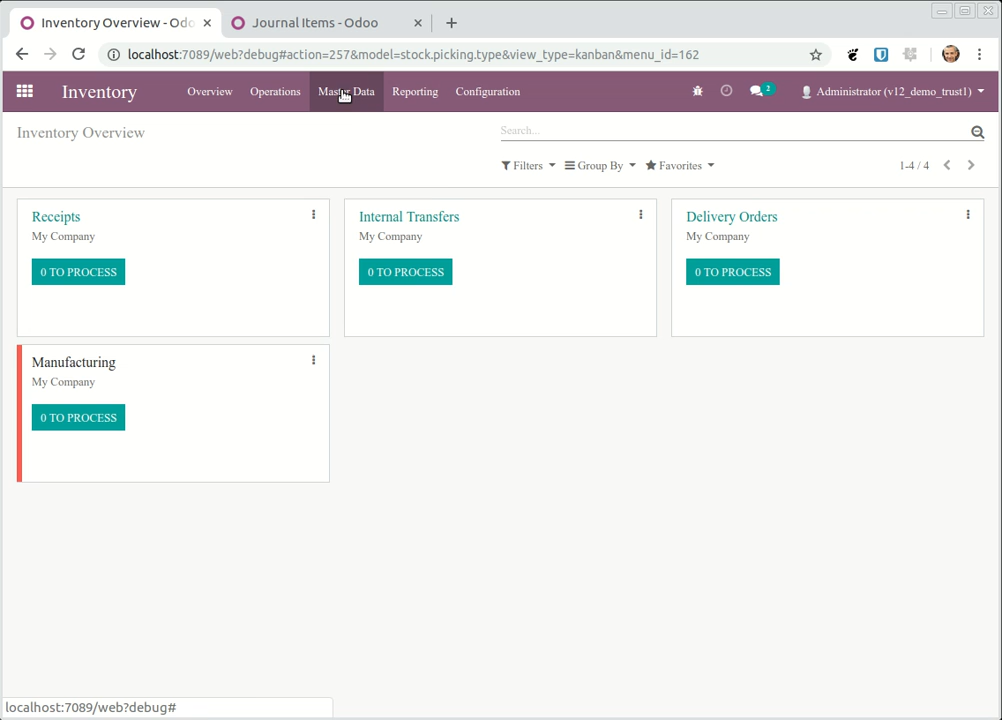 Inventory Overview - Odo
Journal Items - Odoo
localhost:7089/web?debug#action=257&model=stock.picking.type&view_type=kanban&menu_id=162
Inventory Overview Operations Master Data Reporting Configuration 2 Administrator (v12_demo_trust1)
Inventory Overview
Search...
Filters Group By Favorites 1-4 / 4
Receipts
My Company
0 TO PROCESS
Internal Transfers
My Company
0 TO PROCESS
Delivery Orders
My Company
0 TO PROCESS
Manufacturing
My Company
0 TO PROCESS
localhost:7089/web?debug#